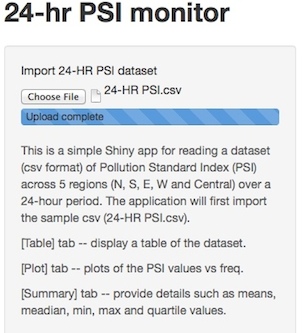 24-hr PSI monitor
Import 24-HR PSI dataset
Choose File 24-HR PSI.csv
Upload complete
This is a simple Shiny app for reading a dataset
(csv format) of Pollution Standard Index (PSI)
across 5 regions (N, S, E, W and Central) over a
24-hour period. The application will first import
the sample csv (24-HR PSI.csv).
[Table] tab -- display a table of the dataset.
[Plot] tab -- plots of the PSI values vs freq.
[Summary] tab -- provide details such as means,
meadian, min, max and quartile values.